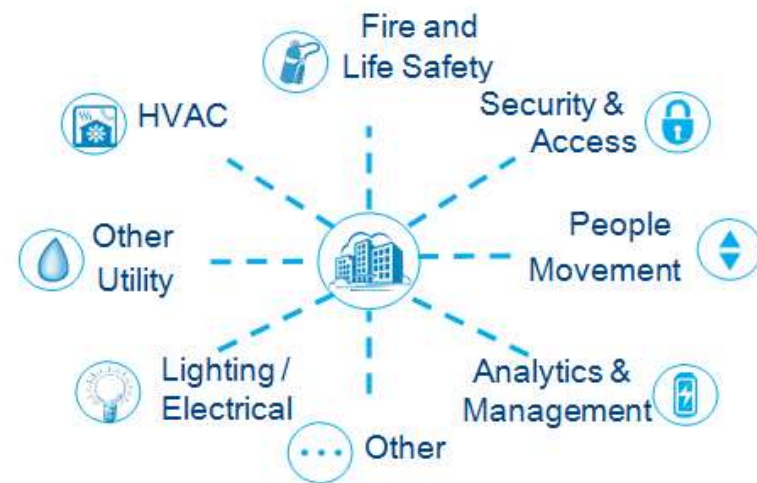 Fire and
Life Safety
HVAC
Security &
Access
Other
Utility
People
Movement
Lighting /
Electrical
Analytics &
Management
Other